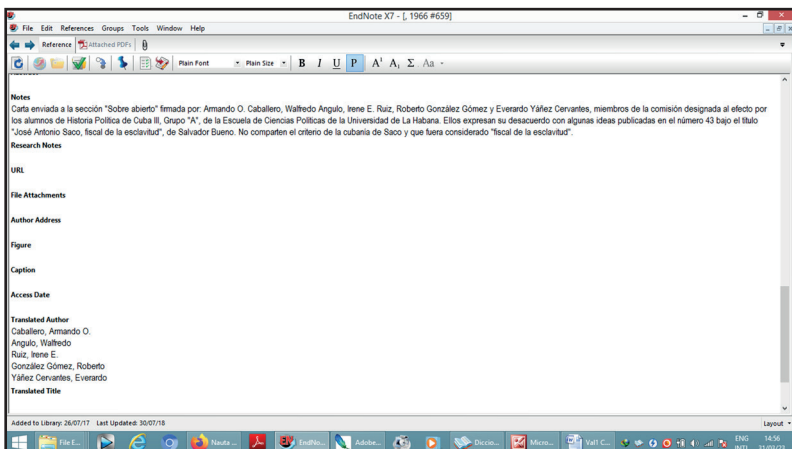 EndNote X7 - [, 1966 #659]
File Edit References Groups Tools Window Help
Reference Attached PDFs
Plain Font Plain Size B I U P A¹ A₁ Σ Aa
Notes
Carta enviada a la sección "Sobre abierto" firmada por: Armando O. Caballero, Walfredo Angulo, Irene E. Ruiz, Roberto González Gómez y Everardo Yáñez Cervantes, miembros de la comisión designada al efecto por
los alumnos de Historia Política de Cuba III, Grupo "A", de la Escuela de Ciencias Políticas de la Universidad de La Habana. Ellos expresan su desacuerdo con algunas ideas publicadas en el número 43 bajo el título
"José Antonio Saco, fiscal de la esclavitud", de Salvador Bueno. No comparten el criterio de la cubanía de Saco y que fuera considerado "fiscal de la esclavitud".
Research Notes
URL
File Attachments
Author Address
Figure
Caption
Access Date
Translated Author
Caballero, Armando O.
Angulo, Walfredo
Ruiz, Irene E.
González Gómez, Roberto
Yáñez Cervantes, Everardo
Translated Title
Added to Library: 26/07/17 Last Updated: 30/07/18 Layout
File E... Nauta ... EndNo... Adobe... Diccio... Micro... Val1 C... ENG 14:56
INTL 31/03/23